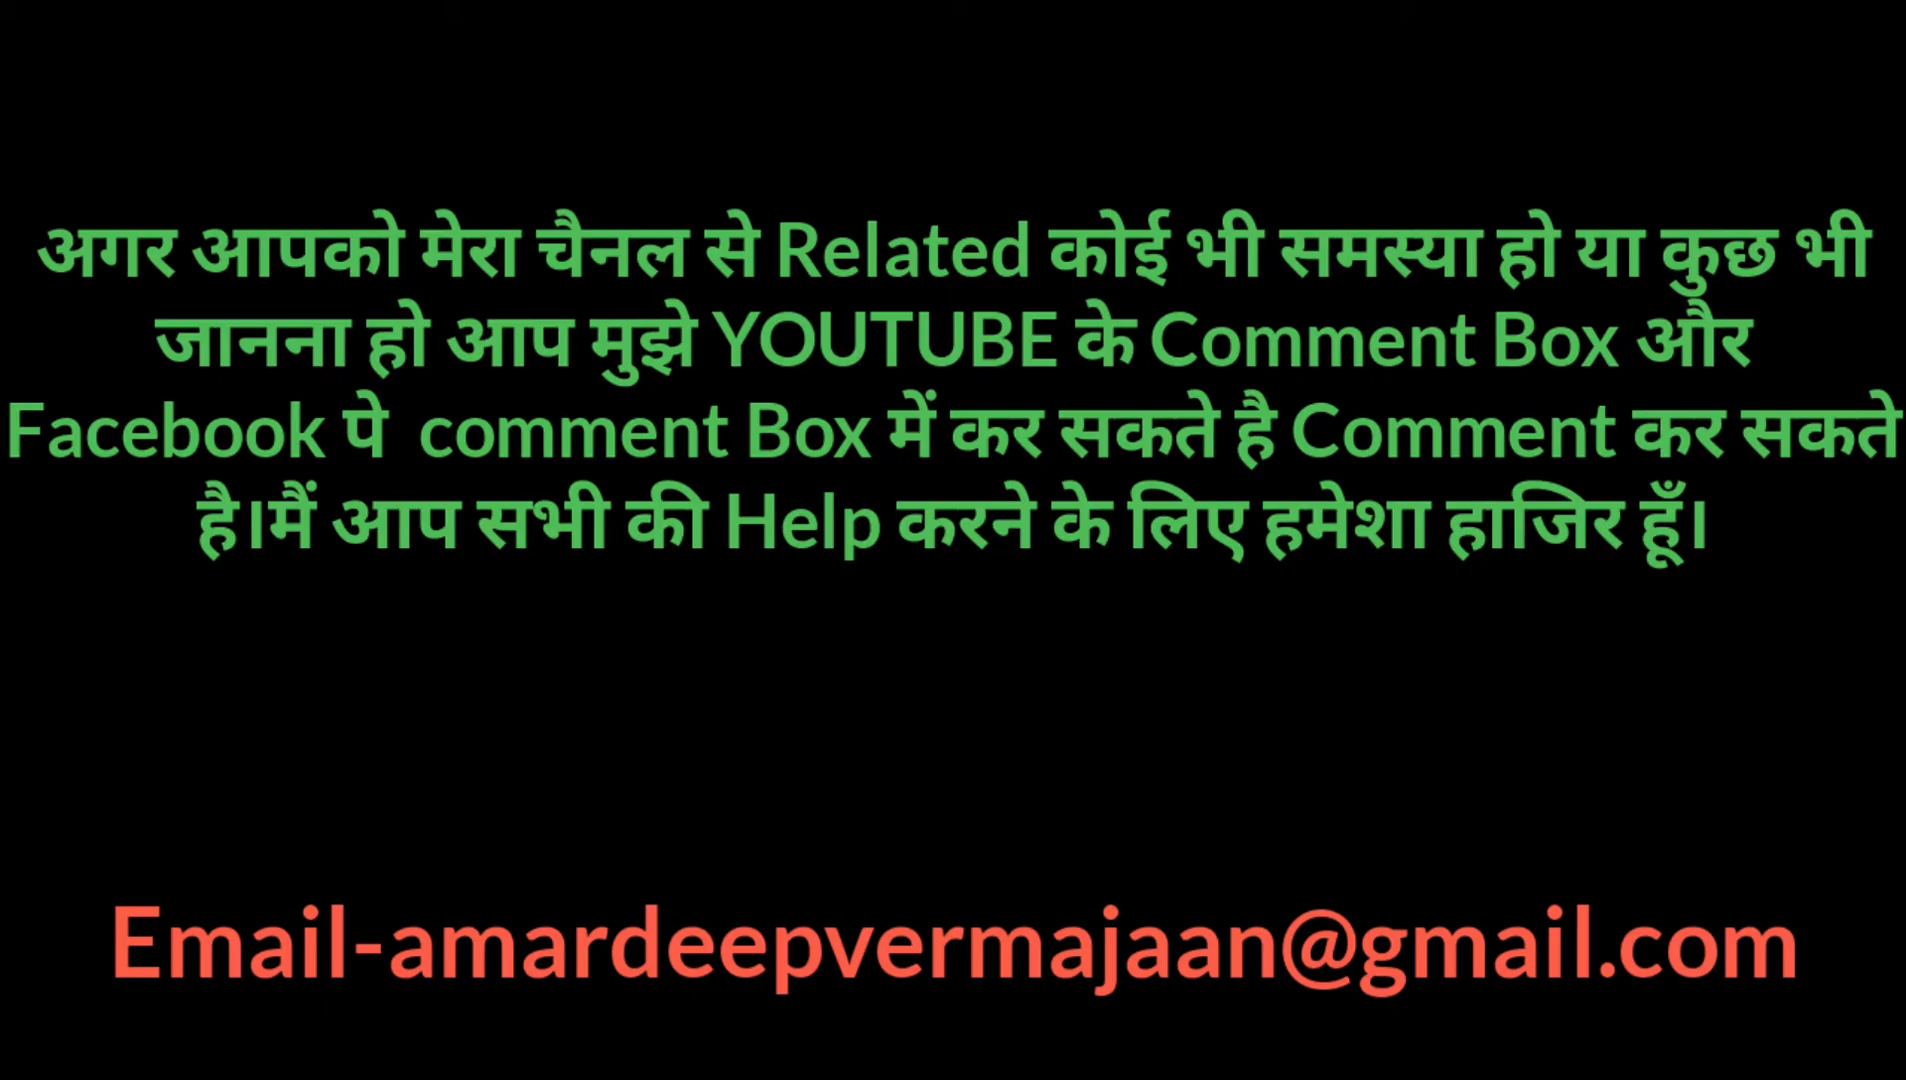 अगर आपको मेरा चैनल से Related कोई भी समस्या हो या कुछ भी
जानना हो आप मुझे YOUTUBE के Comment Box और
Facebook पे  comment Box में कर सकते है Comment कर सकते
है।मैं आप सभी की Help करने के लिए हमेशा हाजिर हूँ।
Email-amardeepvermajaan@gmail.com